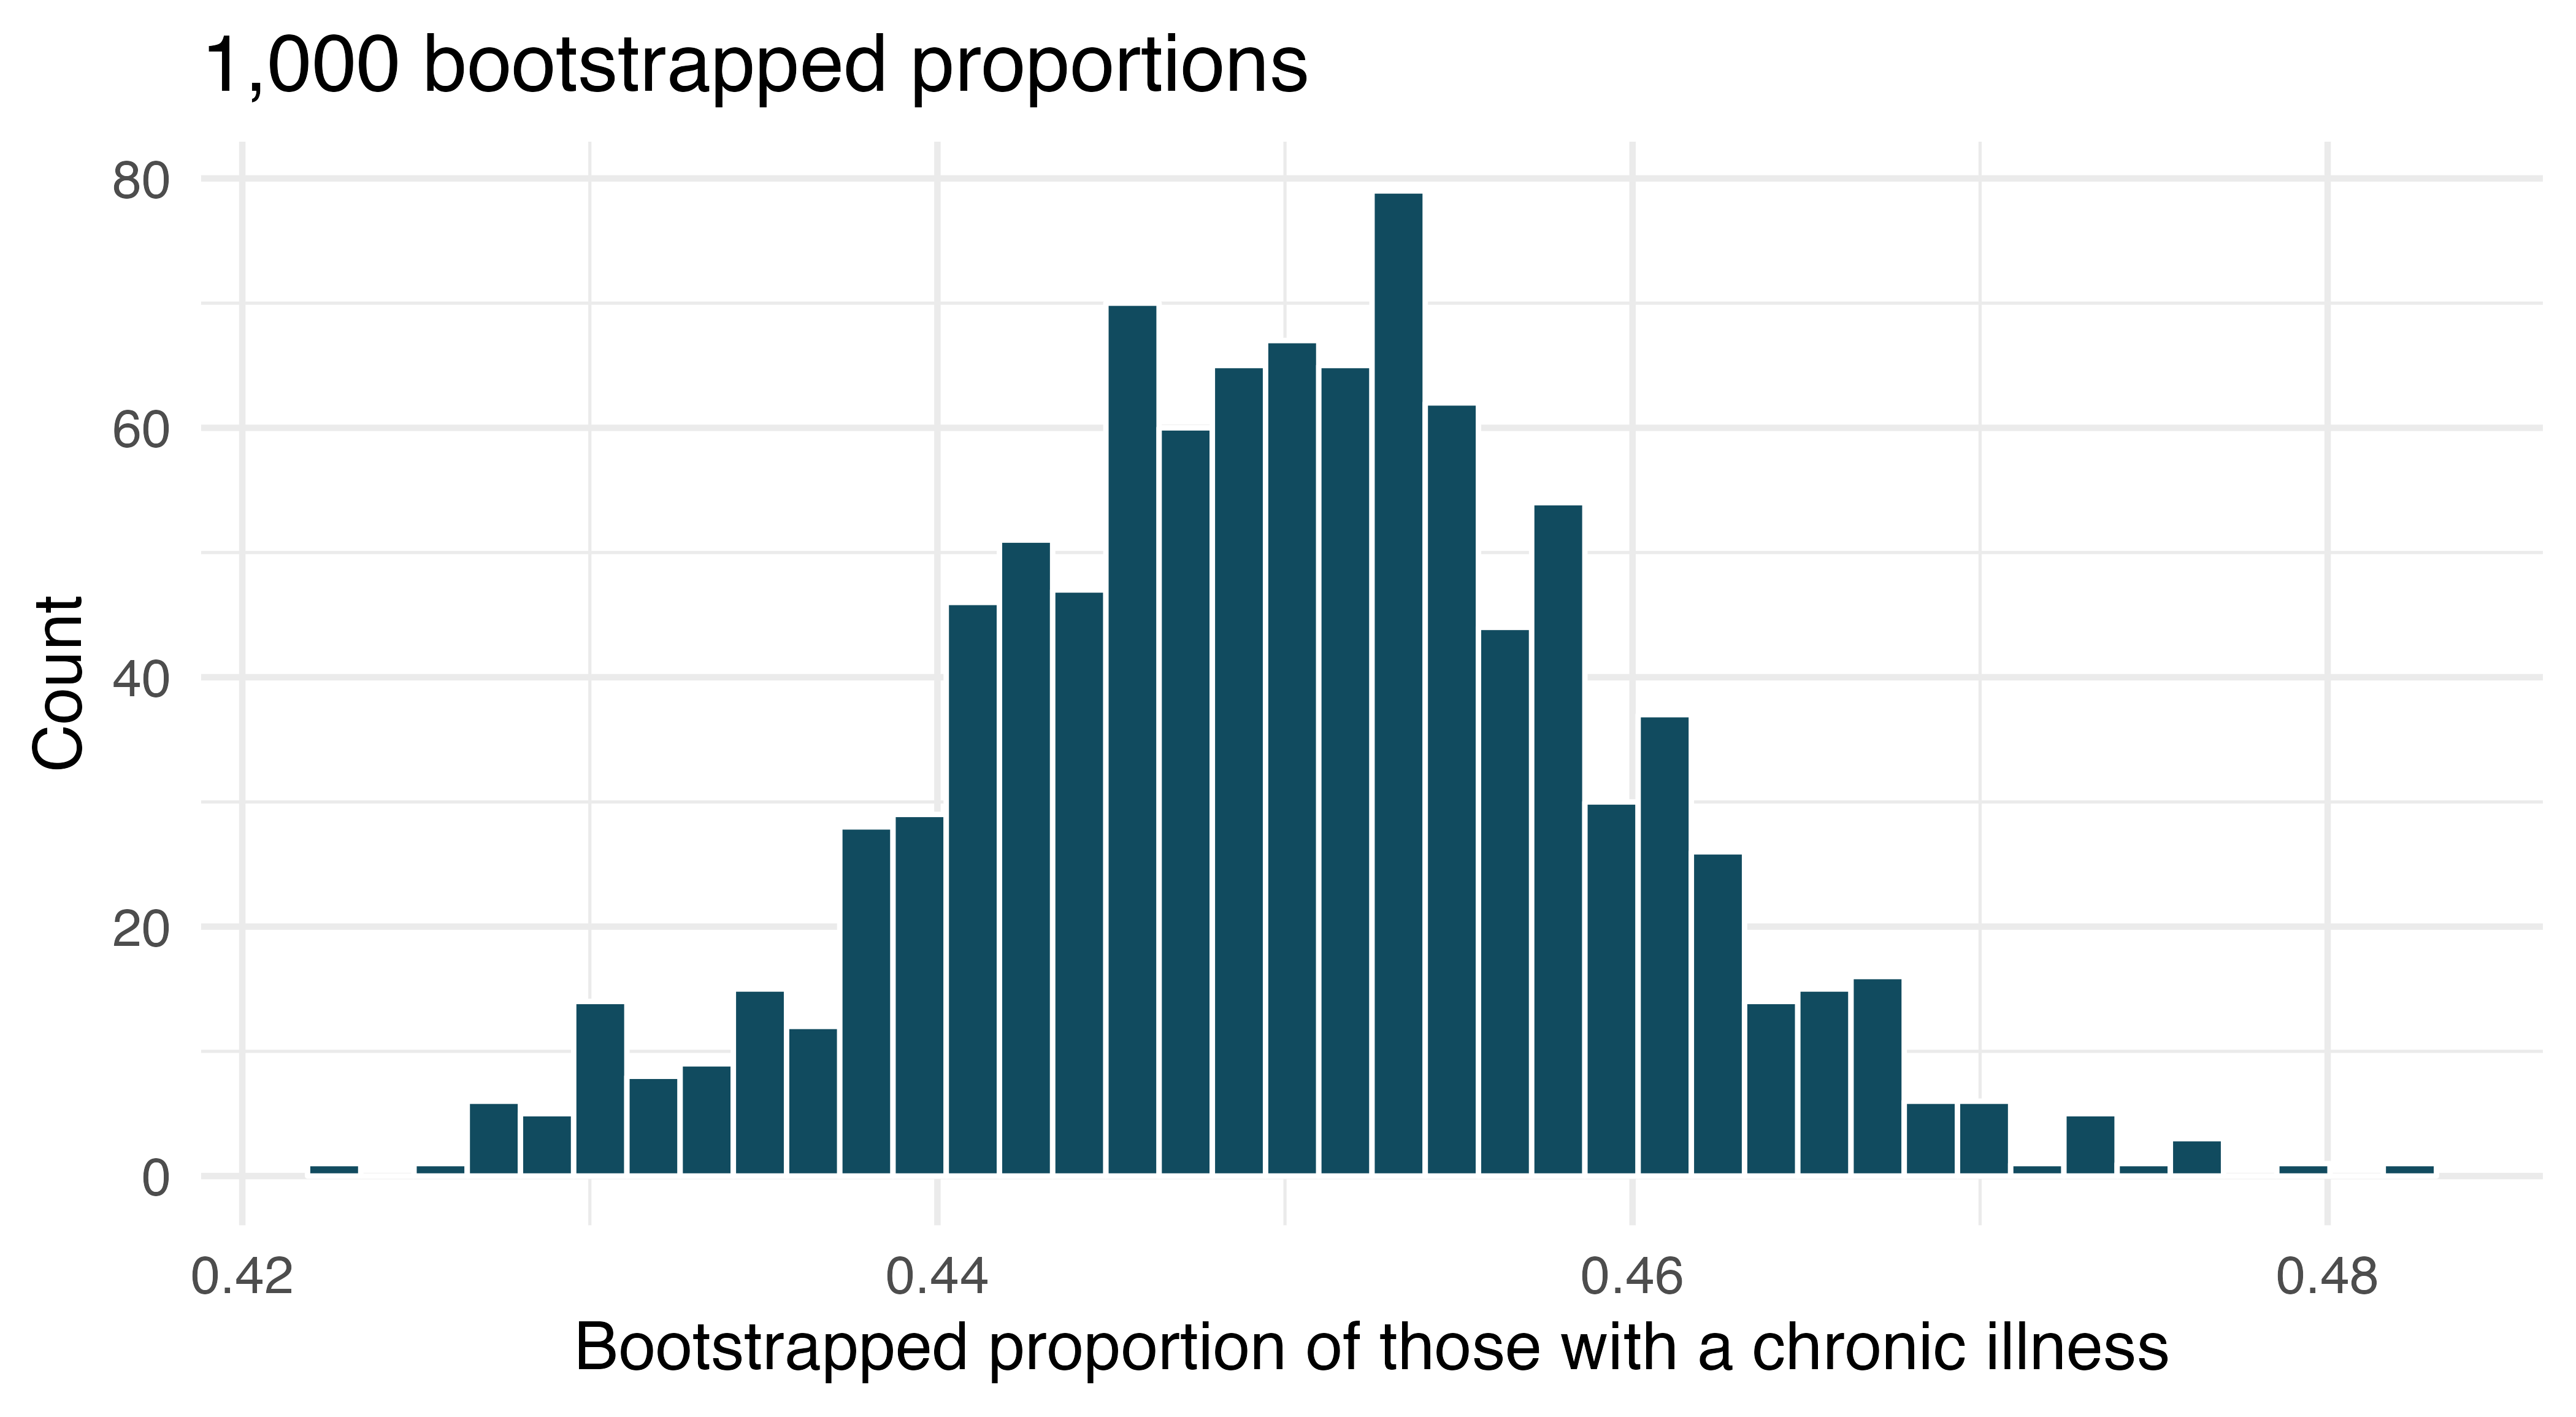 1,000 bootstrapped proportions
80
60
40
20
0
Count
0.42 0.44 0.46 0.48
Bootstrapped proportion of those with a chronic illness